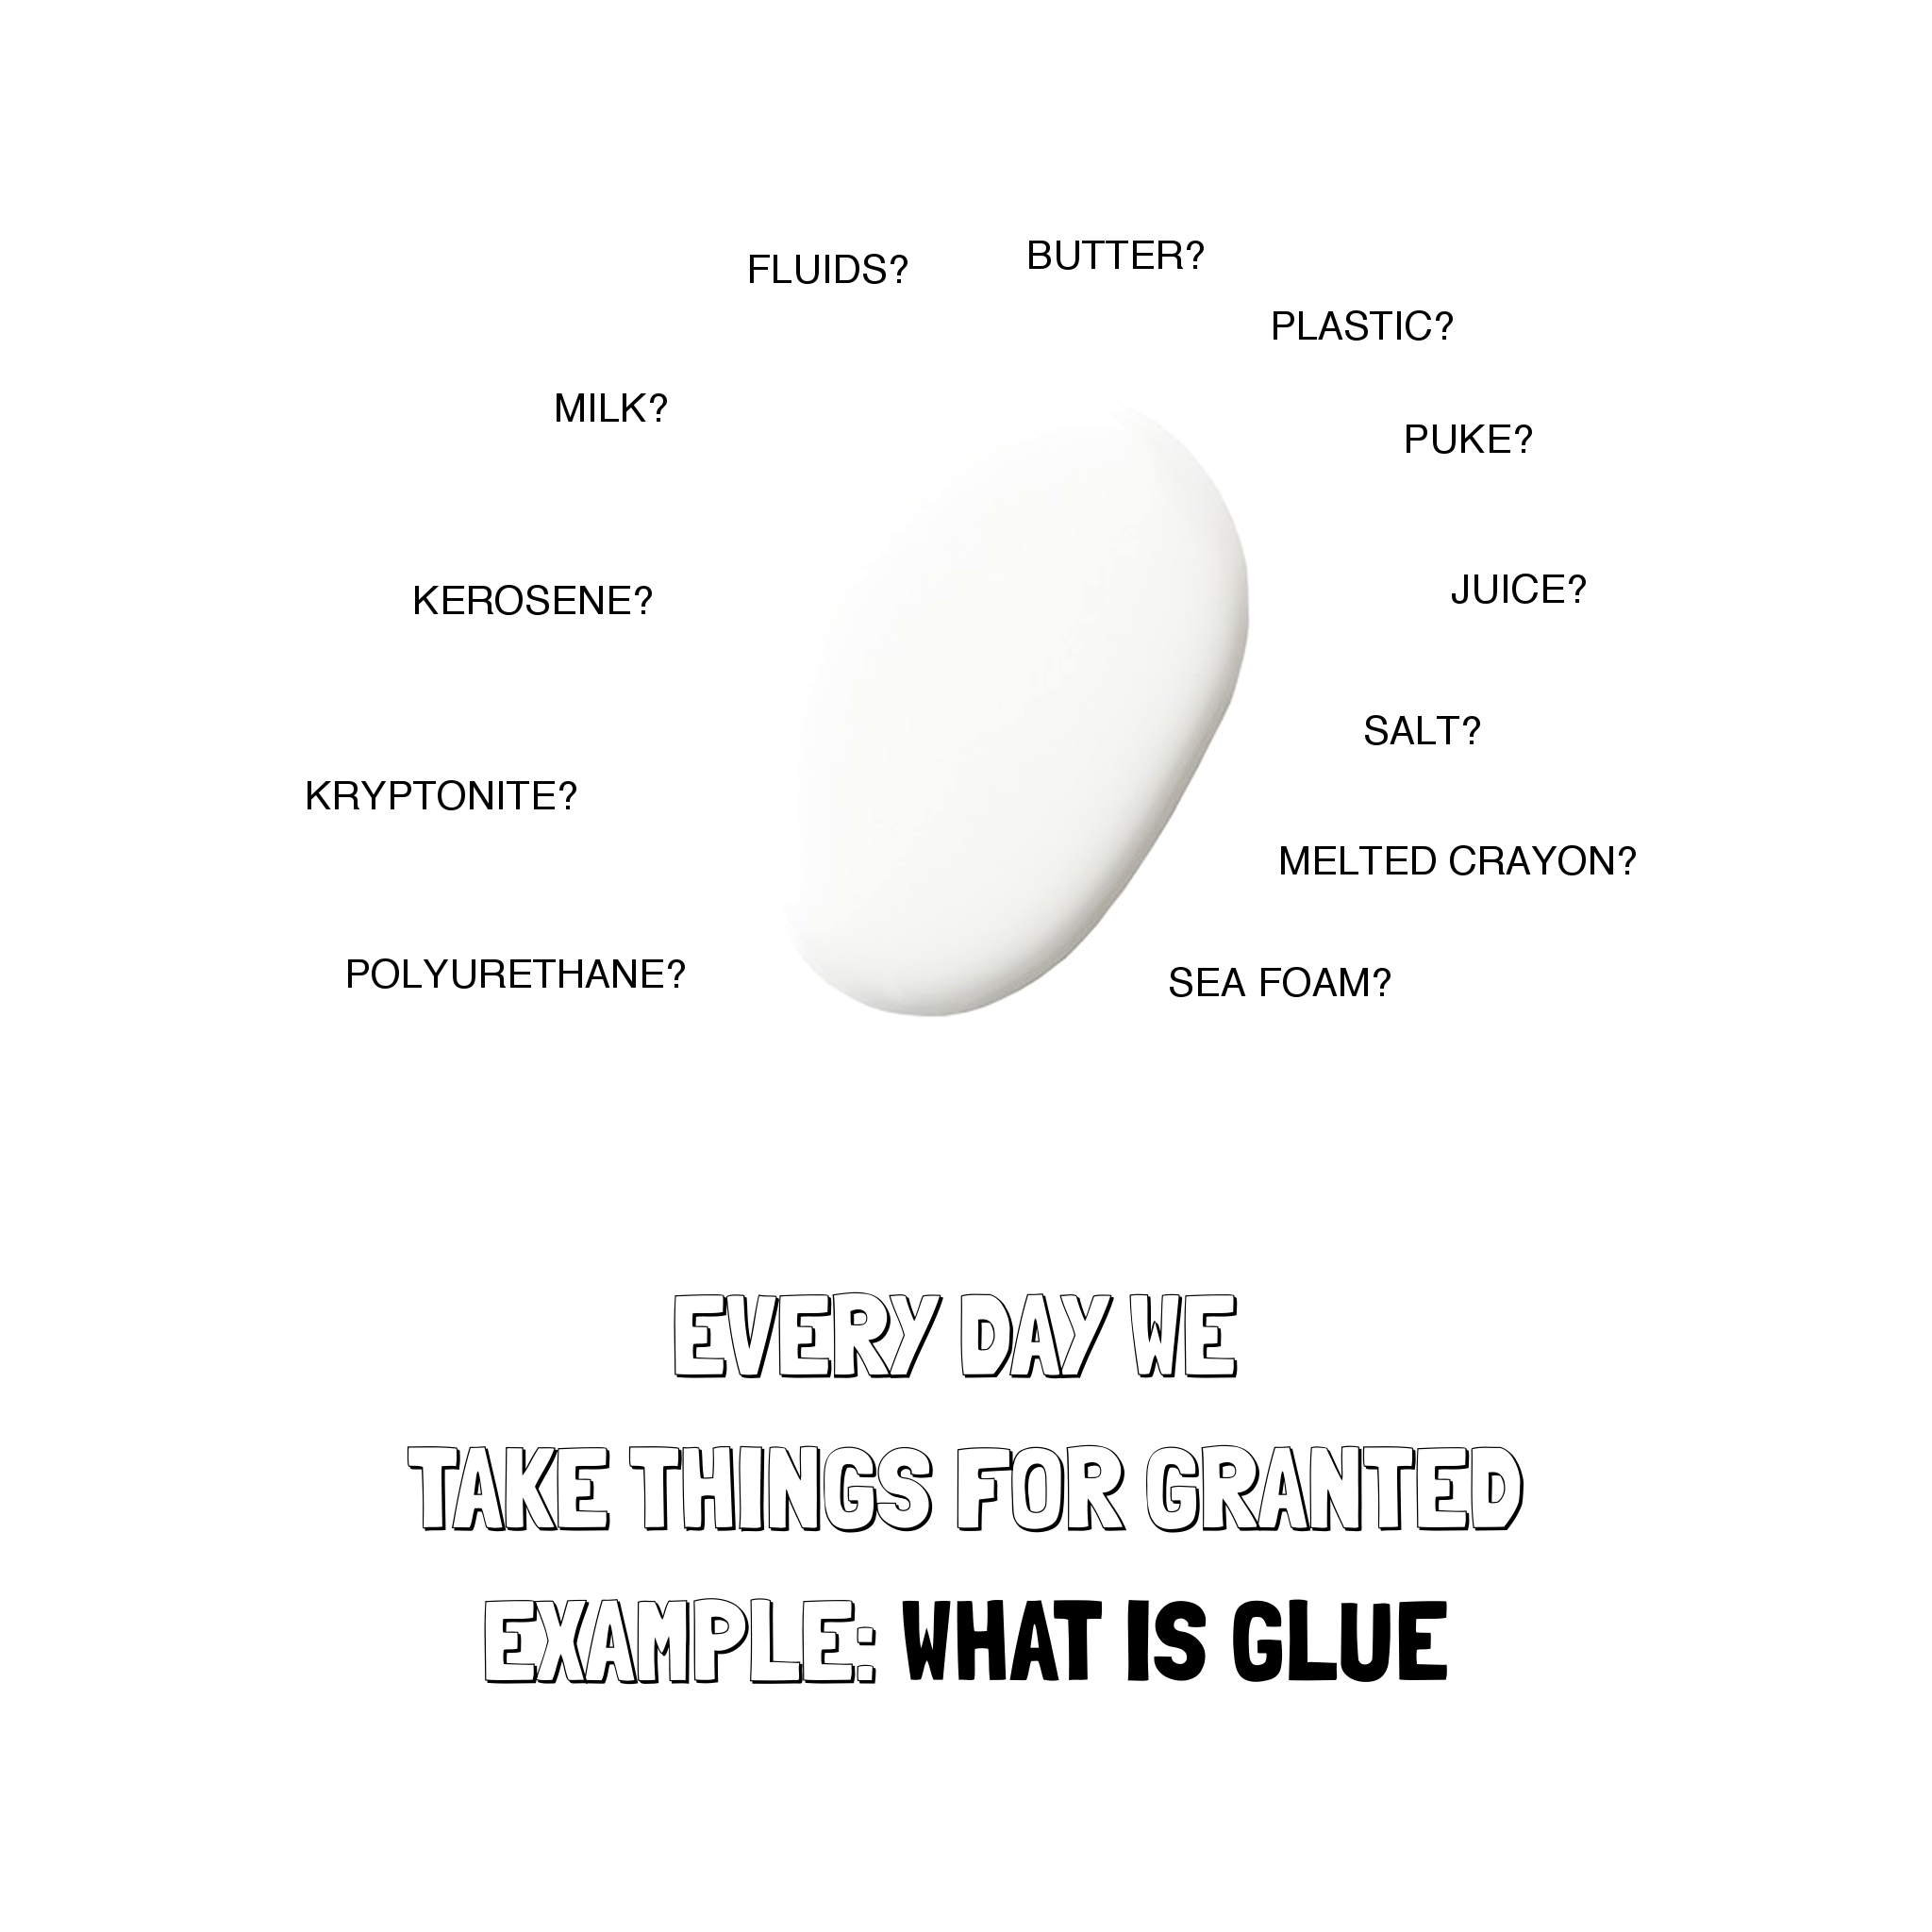 FLUIDS?
BUTTER?
PLASTIC?
MILK?
PUKE?
KEROSENE?
JUICE?
SALT?
KRYPTONITE?
MELTED CRAYON?
POLYURETHANE?
SEA FOAM?
EVERY DAY WE
TAKE THINGS FOR GRANTED
EXAMPLE: WHAT IS GLUE